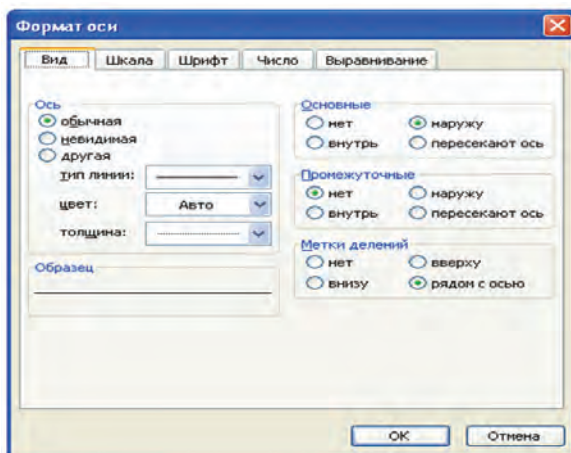 Формат оси
Вид Шкала Шрифт Число Выравнивание
Ось
обычная
невидимая
другая
тип линии:
цвет: Авто
толщина:
Образец
Основные
нет наружу
внутрь пересекают ось
Промежуточные
нет наружу
внутрь пересекают ось
Метки делений
нет вверху
внизу рядом с осью
ОК Отмена